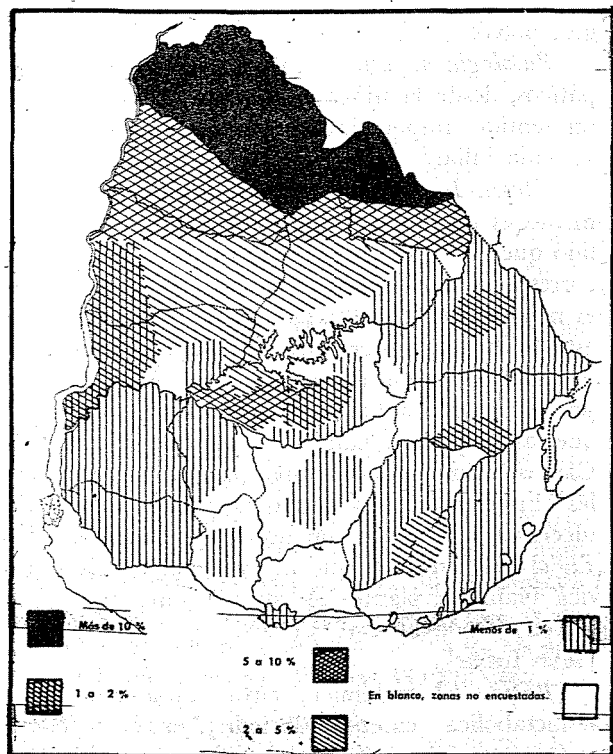 Más de 10 %
Menos de 1 %
5 a 10 %
1 a 2 %
En blanco, zonas no encuestadas.
2 a 5 %